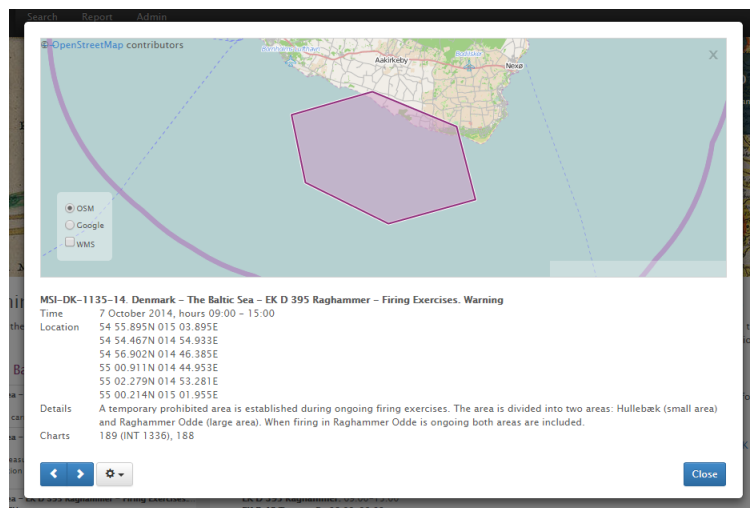 Search Report Admin
© OpenStreetMap contributors
Aakirkeby
Nexø
X
OSM
Google
WMS
MSI-DK-1135-14. Denmark - The Baltic Sea - EK D 395 Raghammer - Firing Exercises. Warning
Time 7 October 2014, hours 09:00 - 15:00
Location 54 55.895N 015 03.895E
54 54.467N 014 54.933E
54 56.902N 014 46.385E
55 00.911N 014 44.953E
55 02.279N 014 53.281E
55 00.214N 015 01.955E
Details A temporary prohibited area is established during ongoing firing exercises. The area is divided into two areas: Hullebæk (small area)
and Raghammer Odde (large area). When firing in Raghammer Odde is ongoing both areas are included.
Charts 189 (INT 1336), 188
Close